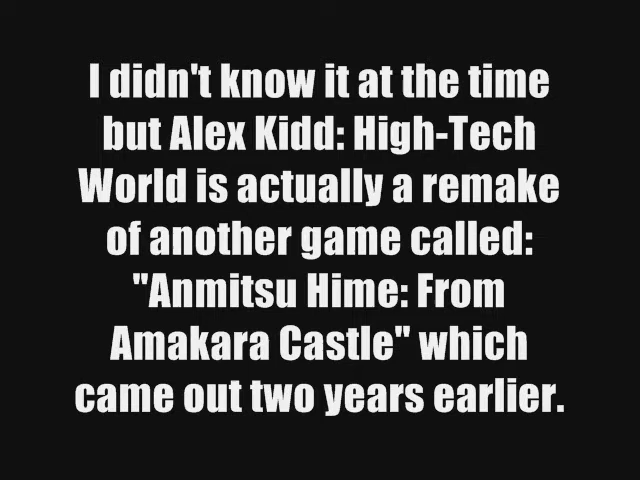 I didn't know it at the time
but Alex Kidd: High-Tech
World is actually a remake
of another game called:
"Anmitsu Hime: From
Amakara Castle" which
came out two years earlier.